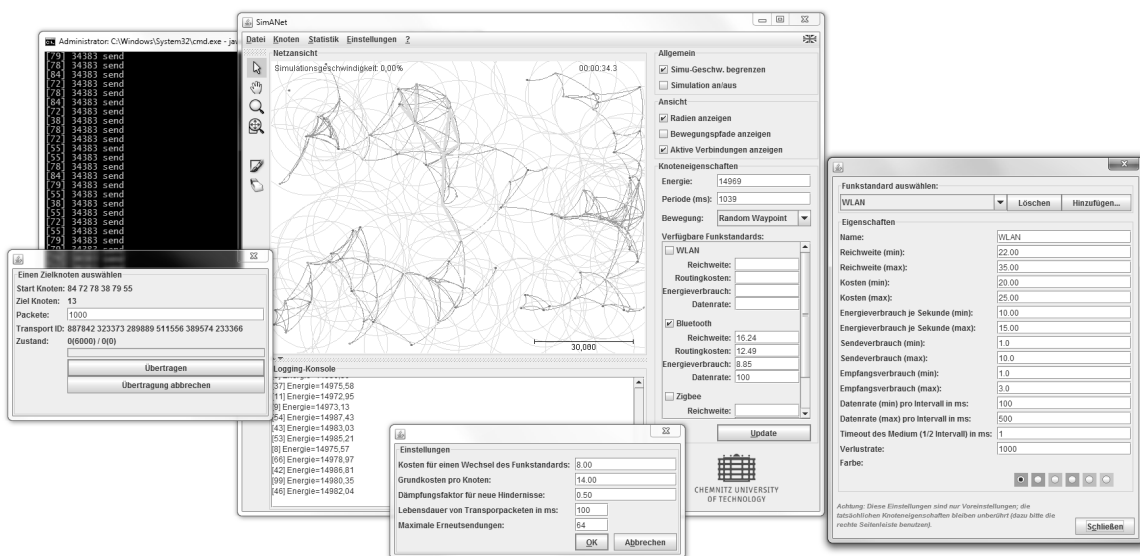 Administrator: C:\Windows\System32\cmd.exe - jav
[79] 34383 send
[78] 34383 send
[84] 34383 send
[72] 34383 send
[78] 34383 send
[84] 34383 send
[72] 34383 send
[38] 34383 send
[78] 34383 send
[72] 34383 send
[55] 34383 send
[55] 34383 send
[78] 34383 send
[84] 34383 send
[79] 34383 send
[55] 34383 send
[38] 34383 send
[55] 34383 send
[72] 34383 send
[55] 34383 send
[79] 34383 send
SimANet
Datei Knoten Statistik Einstellungen ?
Netzansicht
Simulationsgeschwindigkeit: 0,00%
00:00:34.3
30,000
Logging-Konsole
[37] Energie=14975,58
[11] Energie=14972,95
[9] Energie=14973,13
[54] Energie=14987,43
[43] Energie=14983,03
[53] Energie=14985,21
[8] Energie=14975,57
[66] Energie=14978,97
[42] Energie=14986,81
[99] Energie=14980,35
[46] Energie=14982,04
Allgemein
Simu-Geschw. begrenzen
Simulation an/aus
Ansicht
Radien anzeigen
Bewegungspfade anzeigen
Aktive Verbindungen anzeigen
Knoteneigenschaften
Energie: 14969
Periode (ms): 1039
Bewegung: Random Waypoint
Verfügbare Funkstandards:
WLAN
Reichweite:
Routingkosten:
Energieverbrauch:
Datenrate:
Bluetooth
Reichweite: 16.24
Routingkosten: 12.49
Energieverbrauch: 8.85
Datenrate: 100
Zigbee
Reichweite:
Update
CHEMNITZ UNIVERSITY
OF TECHNOLOGY
Einen Zielknoten auswählen
Start Knoten: 84 72 78 38 79 55
Ziel Knoten: 13
Packete: 1000
Transport ID: 887842 323373 289889 511556 389574 233366
Zustand: 0(6000) / 0(0)
Übertragen
Übertragung abbrechen
Einstellungen
Kosten für einen Wechsel des Funkstandards: 8.00
Grundkosten pro Knoten: 14.00
Dämpfungsfaktor für neue Hindernisse: 0.50
Lebensdauer von Transporpacketen in ms: 100
Maximale Erneutsendungen: 64
OK Abbrechen
Funkstandard auswählen:
WLAN Löschen Hinzufügen...
Eigenschaften
Name: WLAN
Reichweite (min): 22.00
Reichweite (max): 35.00
Kosten (min): 20.00
Kosten (max): 25.00
Energieverbrauch je Sekunde (min): 10.00
Energieverbrauch je Sekunde (max): 15.00
Sendeverbrauch (min): 1.0
Sendeverbrauch (max): 10.0
Empfangsverbrauch (min): 1.0
Empfangsverbrauch (max): 3.0
Datenrate (min) pro Intervall in ms: 100
Datenrate (max) pro Intervall in ms: 500
Timeout des Medium (1/2 Intervall) in ms: 1
Verlustrate: 1000
Farbe:
Achtung: Diese Einstellungen sind nur Voreinstellungen; die
tatsächlichen Knoteneigenschaften bleiben unberührt (dazu bitte die
rechte Seitenleiste benutzen).
Schließen